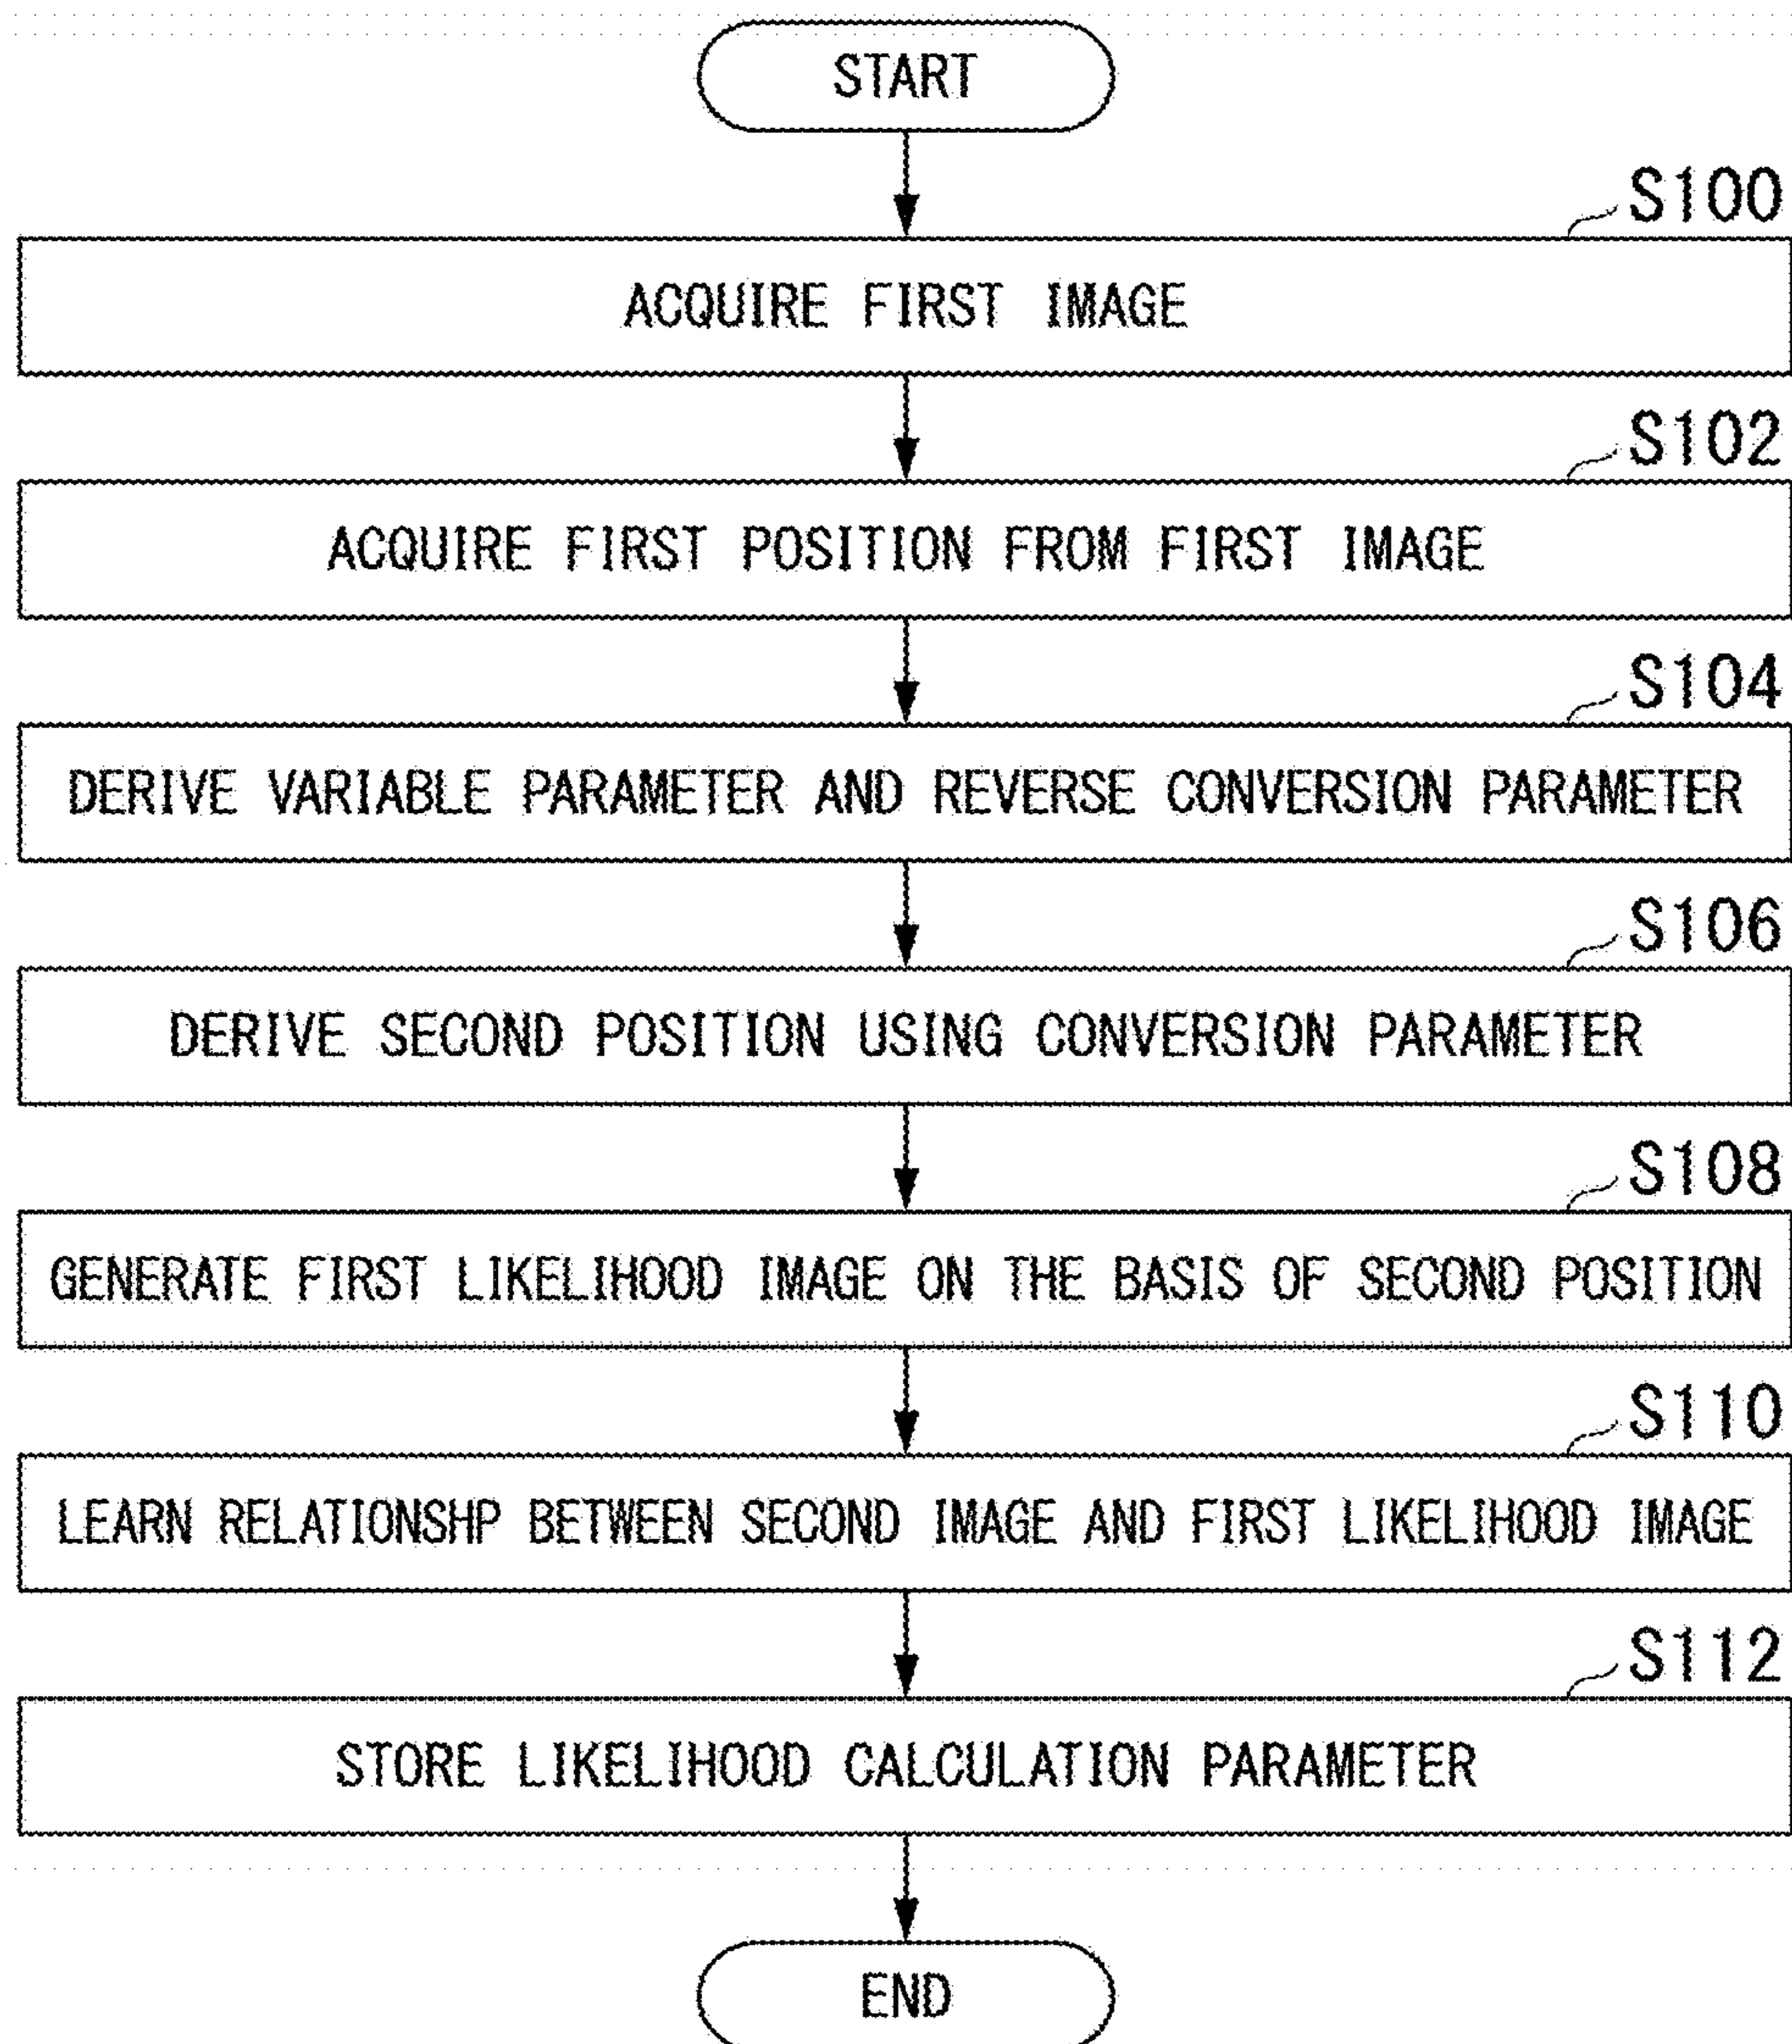 START
S100
ACQUIRE FIRST IMAGE
S102
ACQUIRE FIRST POSITION FROM FIRST IMAGE
S104
DERIVE VARIABLE PARAMETER AND REVERSE CONVERSION PARAMETER
S106
DERIVE SECOND POSITION USING CONVERSION PARAMETER
S108
GENERATE FIRST LIKELIHOOD IMAGE ON THE BASIS OF SECOND POSITION
S110
LEARN RELATIONSHP BETWEEN SECOND IMAGE AND FIRST LIKELIHOOD IMAGE
S112
STORE LIKELIHOOD CALCULATION PARAMETER
END